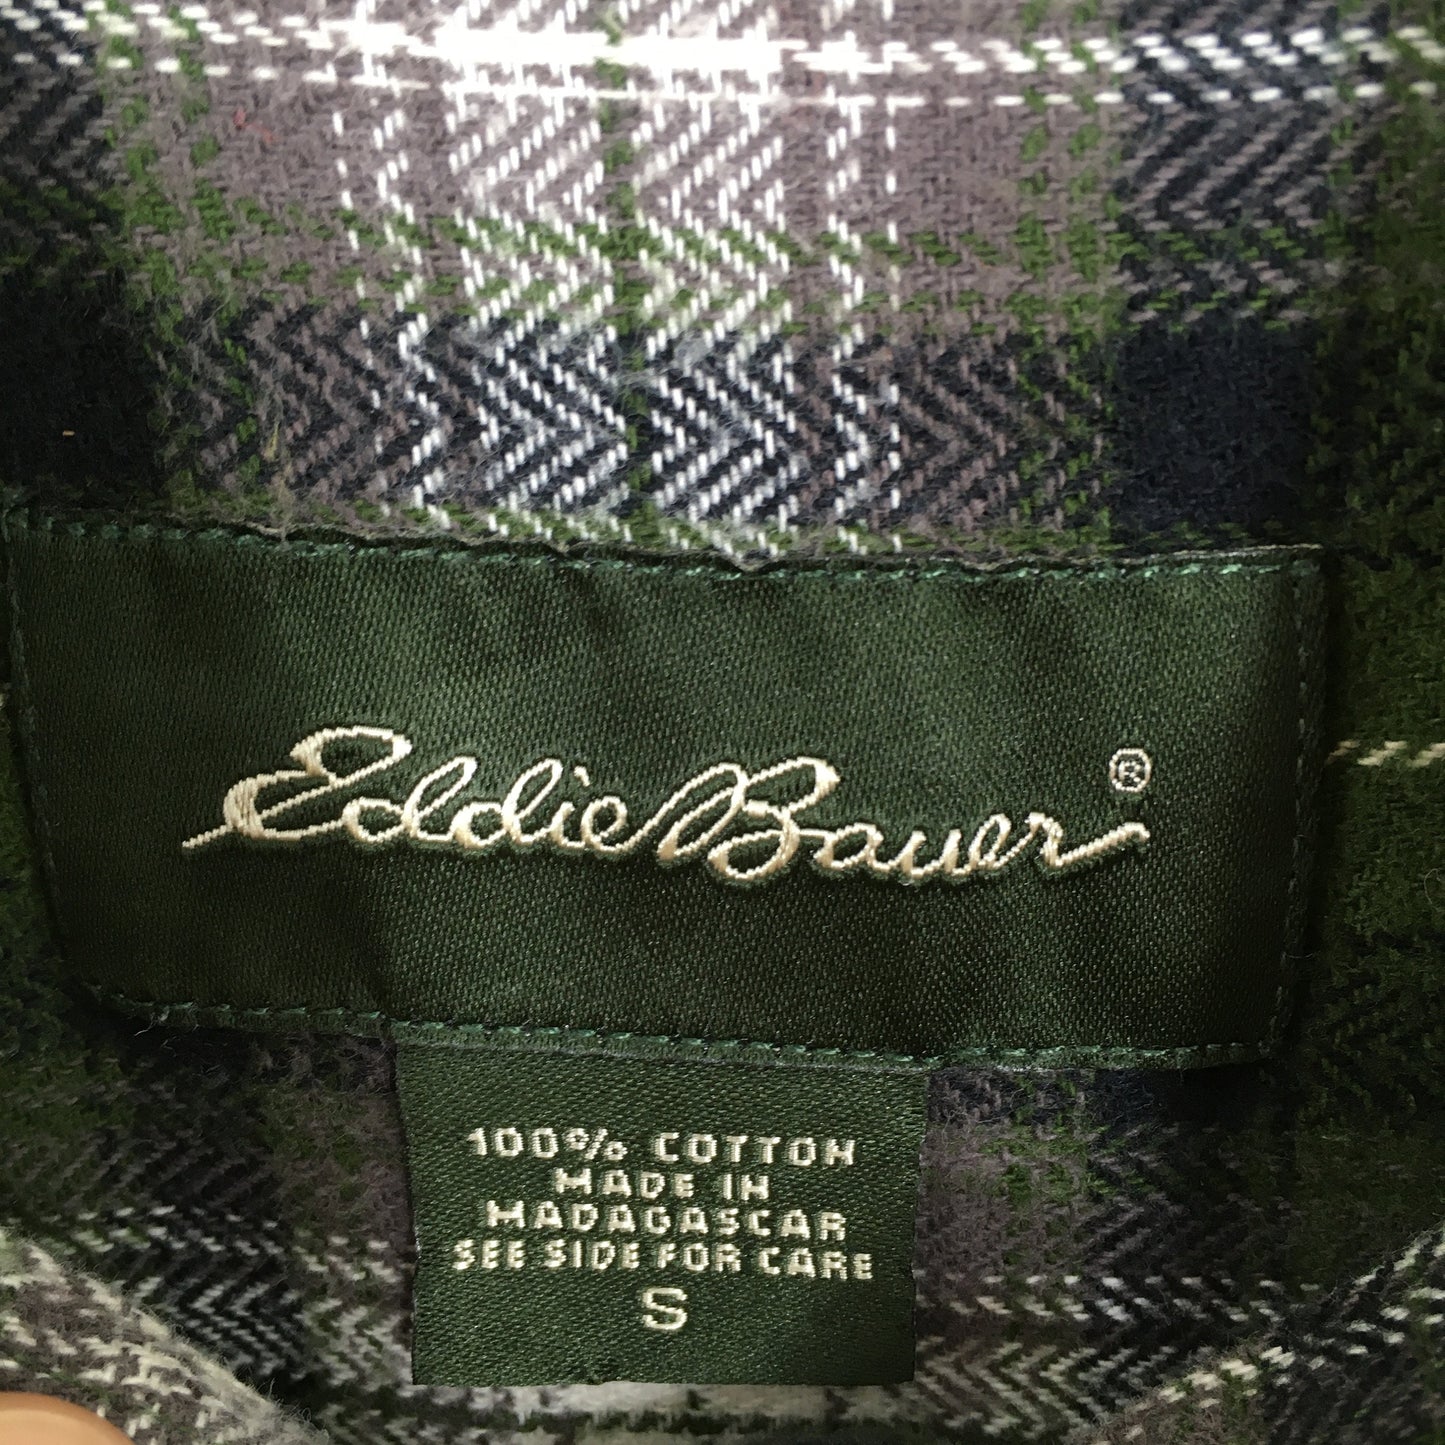 Eddie Bauer ®
100% COTTON
MADE IN
MADAGASCAR
SEE SIDE FOR CARE
S